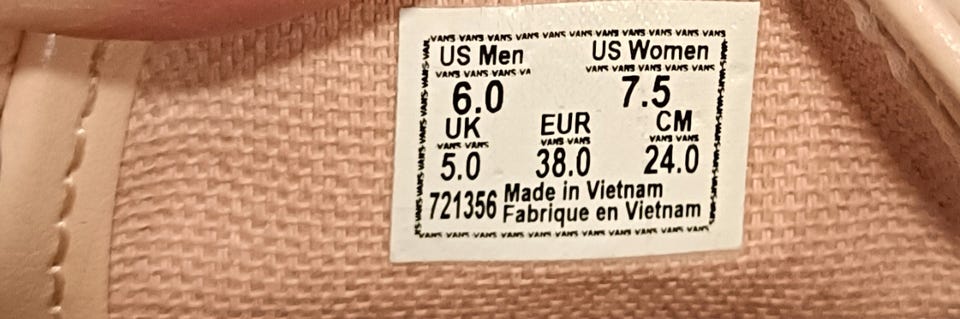 VANS VANS VANS VANS VANS VANS VANS VANS VANS VANS VANS
US Men US Women
VANS VANS VANS VA VANS VANS VANS VANS VANS
6.0 7.5
UK EUR CM
VANS VANS VANS VANS VANS VANS
5.0 38.0 24.0
721356 Made in Vietnam
Fabrique en Vietnam
VANS VANS VANS VANS VANS VANS VANS VANS VANS VANS VANS